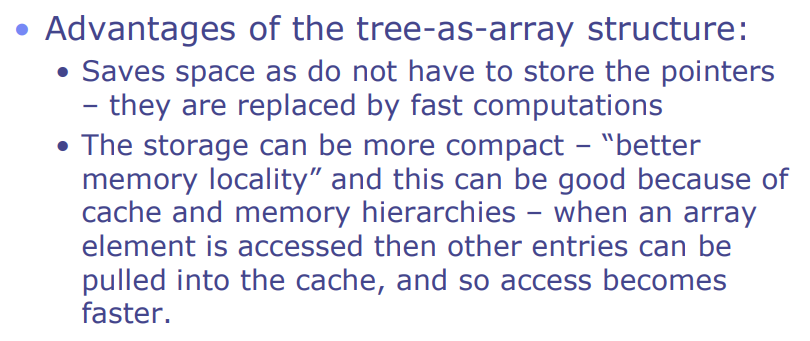 • Advantages of the tree-as-array structure:
• Saves space as do not have to store the pointers
– they are replaced by fast computations
• The storage can be more compact – “better
memory locality” and this can be good because of
cache and memory hierarchies – when an array
element is accessed then other entries can be
pulled into the cache, and so access becomes
faster.